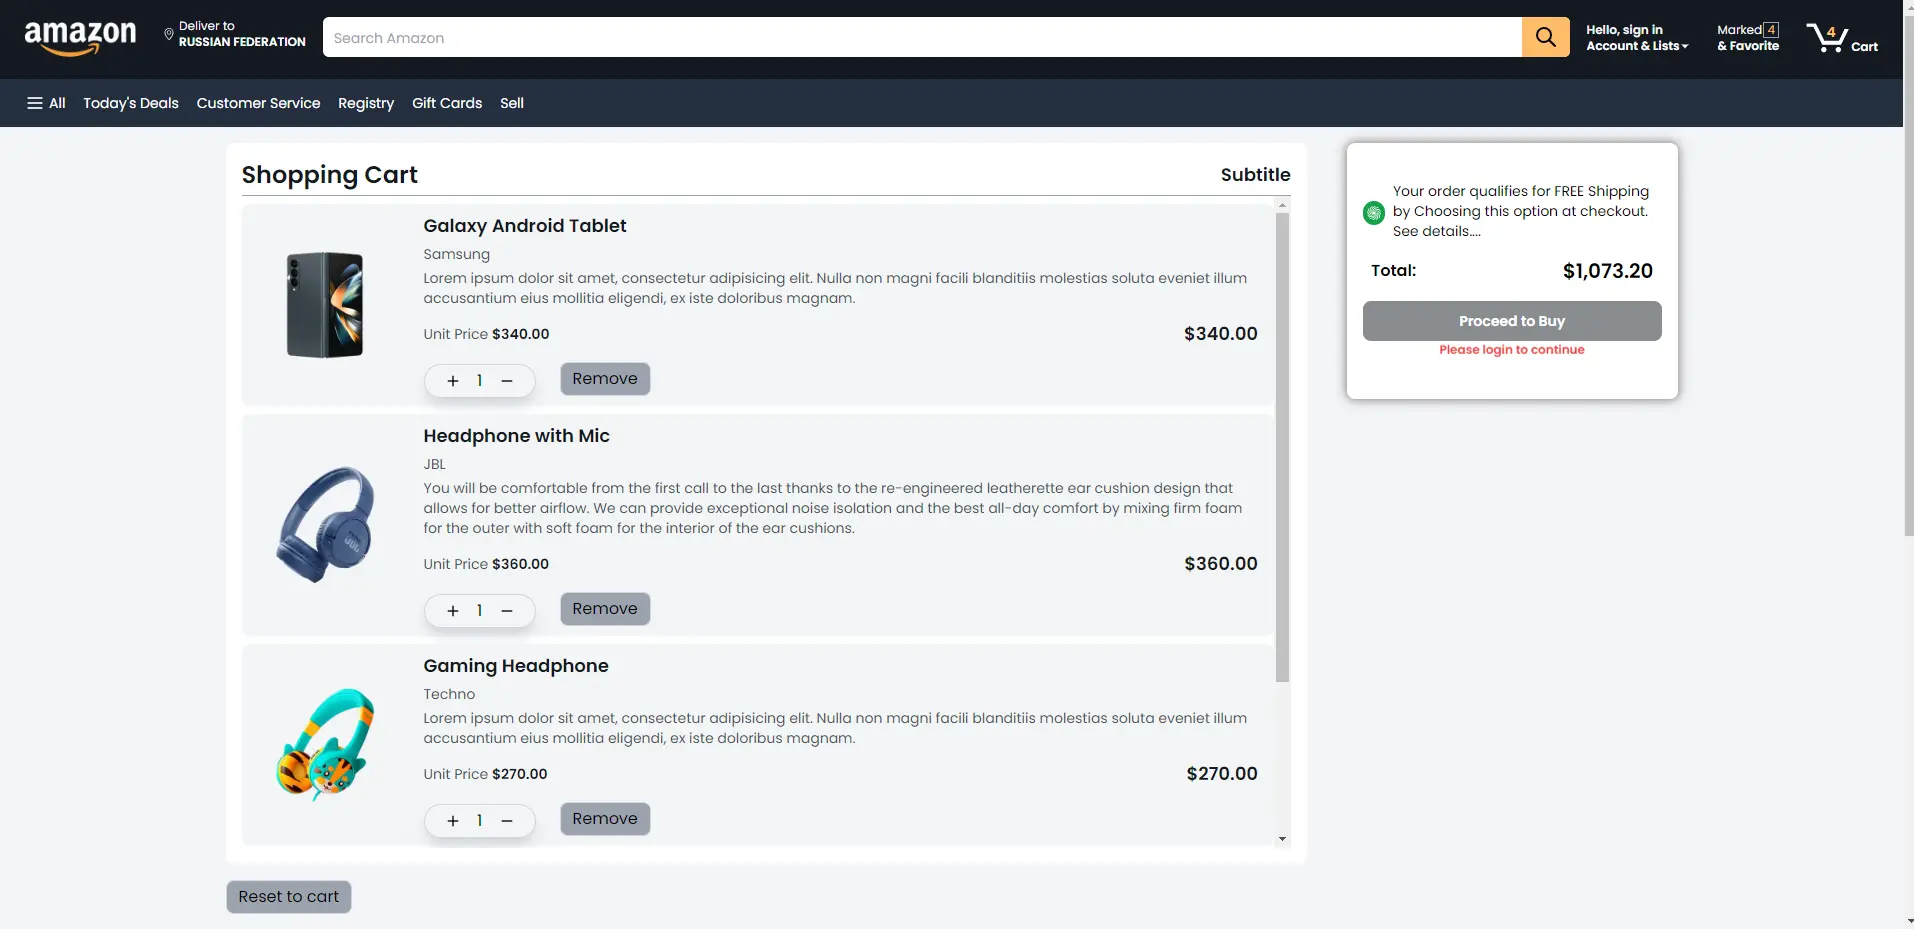 amazon
Deliver to
RUSSIAN FEDERATION
Search Amazon
Hello, sign in
Account & Lists
Marked 4
& Favorite
4
Cart
All Today's Deals Customer Service Registry Gift Cards Sell
Shopping Cart Subtitle
Galaxy Android Tablet
Samsung
Lorem ipsum dolor sit amet, consectetur adipisicing elit. Nulla non magni facili blanditiis molestias soluta eveniet illum
accusantium eius mollitia eligendi, ex iste doloribus magnam.
Unit Price $340.00 $340.00
+ 1 − Remove
Headphone with Mic
JBL
You will be comfortable from the first call to the last thanks to the re-engineered leatherette ear cushion design that
allows for better airflow. We can provide exceptional noise isolation and the best all-day comfort by mixing firm foam
for the outer with soft foam for the interior of the ear cushions.
JBL
Unit Price $360.00 $360.00
+ 1 − Remove
Gaming Headphone
Techno
Lorem ipsum dolor sit amet, consectetur adipisicing elit. Nulla non magni facili blanditiis molestias soluta eveniet illum
accusantium eius mollitia eligendi, ex iste doloribus magnam.
Unit Price $270.00 $270.00
+ 1 − Remove
Reset to cart
Your order qualifies for FREE Shipping
by Choosing this option at checkout.
See details....
Total: $1,073.20
Proceed to Buy
Please login to continue